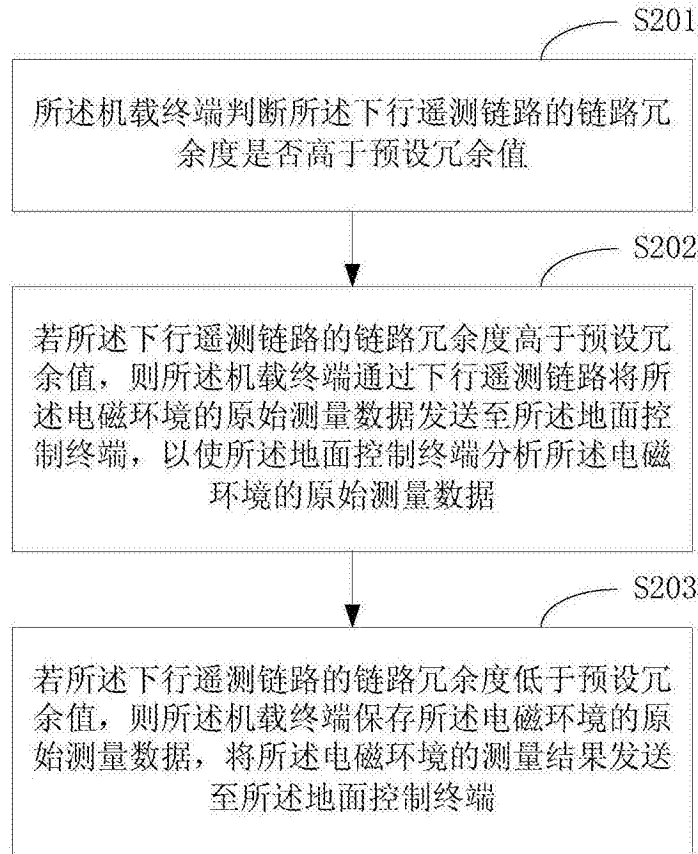 S201
所述机载终端判断所述下行遥测链路的链路冗
余度是否高于预设冗余值
S202
若所述下行遥测链路的链路冗余度高于预设冗
余值，则所述机载终端通过下行遥测链路将所
述电磁环境的原始测量数据发送至所述地面控
制终端，以使所述地面控制终端分析所述电磁
环境的原始测量数据
S203
若所述下行遥测链路的链路冗余度低于预设冗
余值，则所述机载终端保存所述电磁环境的原
始测量数据，将所述电磁环境的测量结果发送
至所述地面控制终端